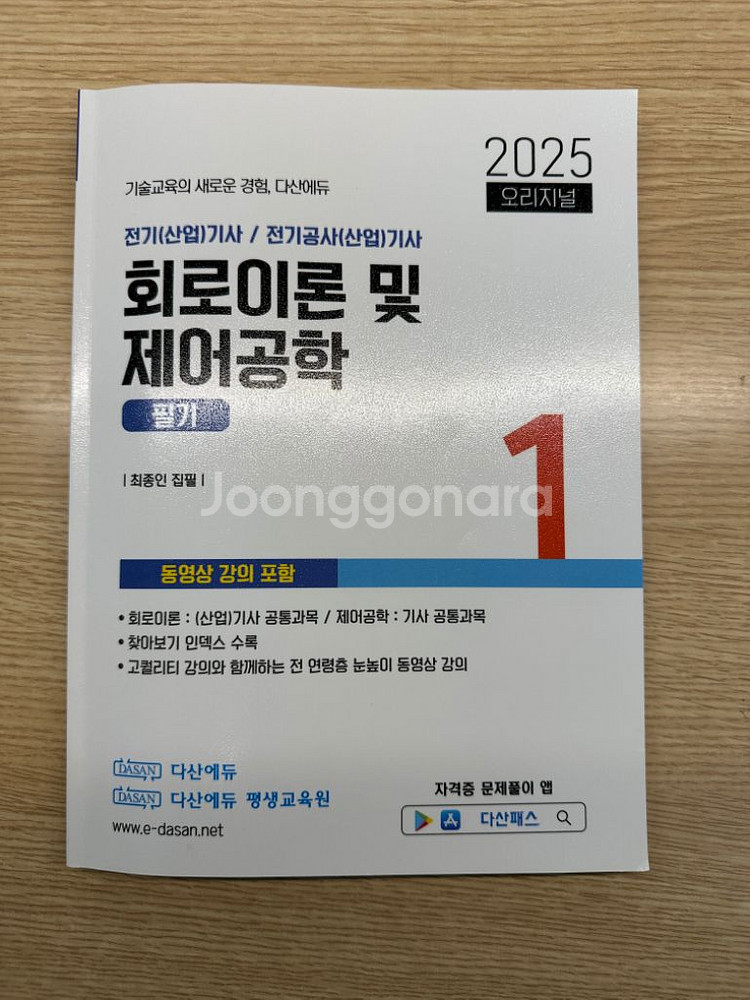 2025
오리지널
기술교육의 새로운 경험, 다산에듀
전기(산업)기사 / 전기공사(산업)기사
회로이론 및
제어공학
필기
1
| 최종인 집필 |
Joonggonara
동영상 강의 포함
• 회로이론 : (산업)기사 공통과목 / 제어공학 : 기사 공통과목
• 찾아보기 인덱스 수록
• 고퀄리티 강의와 함께하는 전 연령층 눈높이 동영상 강의
DASAN 다산에듀
DASAN 다산에듀 평생교육원
www.e-dasan.net
자격증 문제풀이 앱
다산패스